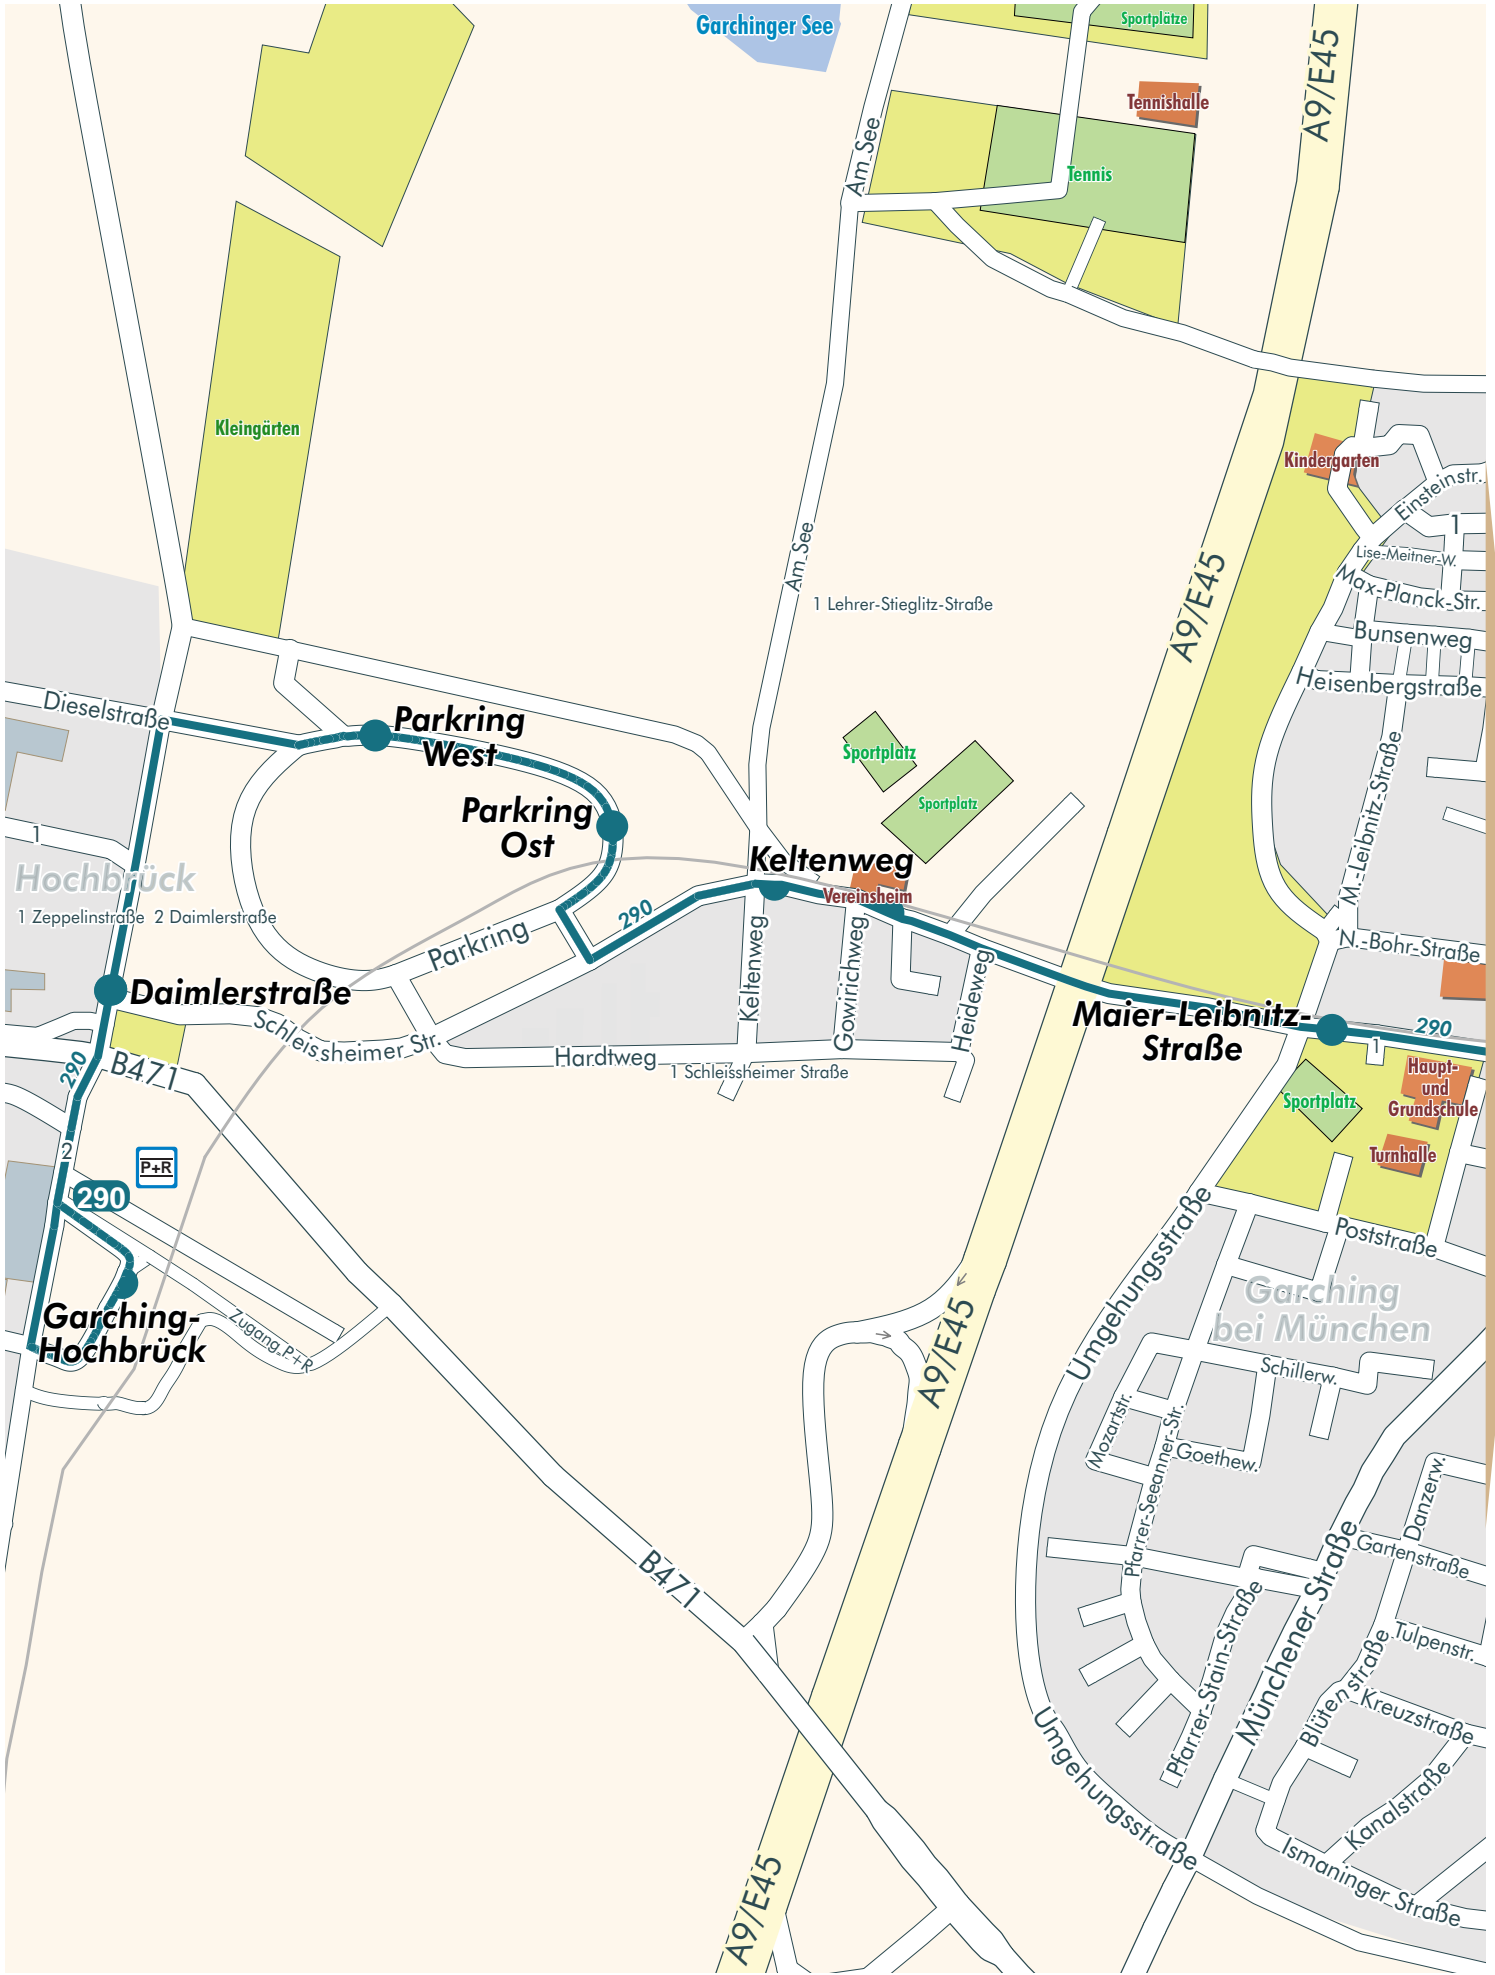 Garchinger See
Sportplätze
A9/E45
Tennishalle
Am See
Tennis
Kleingärten
Kindergarten
Einsteinstr.
1
Lise-Meitner-W.
Max-Planck-Str.
Am See
1 Lehrer-Stieglitz-Straße
A9/E45
Bunsenweg
Heisenbergstraße
Dieselstraße
Parkring
West
Sportplatz
Sportplatz
M.-Leibnitz-Straße
Parkring
Ost
1
Hochbrück
1 Zeppelinstraße 2 Daimlerstraße
Keltenweg
Vereinsheim
290
Parkring
Keltenweg
Gowirichweg
Heideweg
N.-Bohr-Straße
Daimlerstraße
Schleissheimer Str.
Maier-Leibnitz-
Straße
290
1
Hardtweg
1 Schleissheimer Straße
290
B471
Haupt-
und
Grundschule
Sportplatz
Turnhalle
2
P+R
290
Umgehungsstraße
Poststraße
Garching-
Hochbrück
Zugang P+R
Garching
bei München
A9/E45
Schillerw.
Mozartstr.
Pfarrer-Seeanner-Str.
Goethew.
Danzerw.
B471
Gartenstraße
Münchener Straße
Pfarrer-Stain-Straße
Tulpenstr.
Blütenstraße
Kreuzstraße
Umgehungsstraße
Kanalstraße
Ismaninger Straße
A9/E45